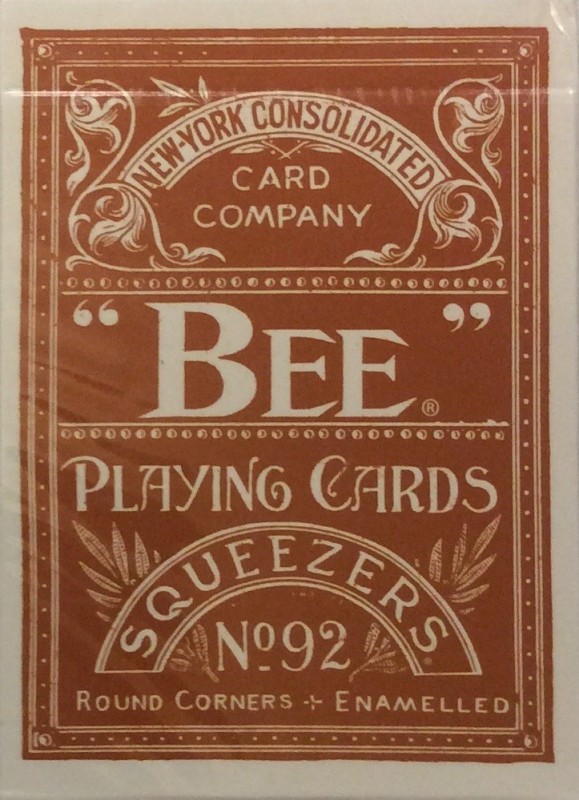 NEW-YORK CONSOLIDATED
CARD
COMPANY
“BEE”®
PLAYING CARDS
SQUEEZERS
No 92
ROUND CORNERS ÷ ENAMELLED